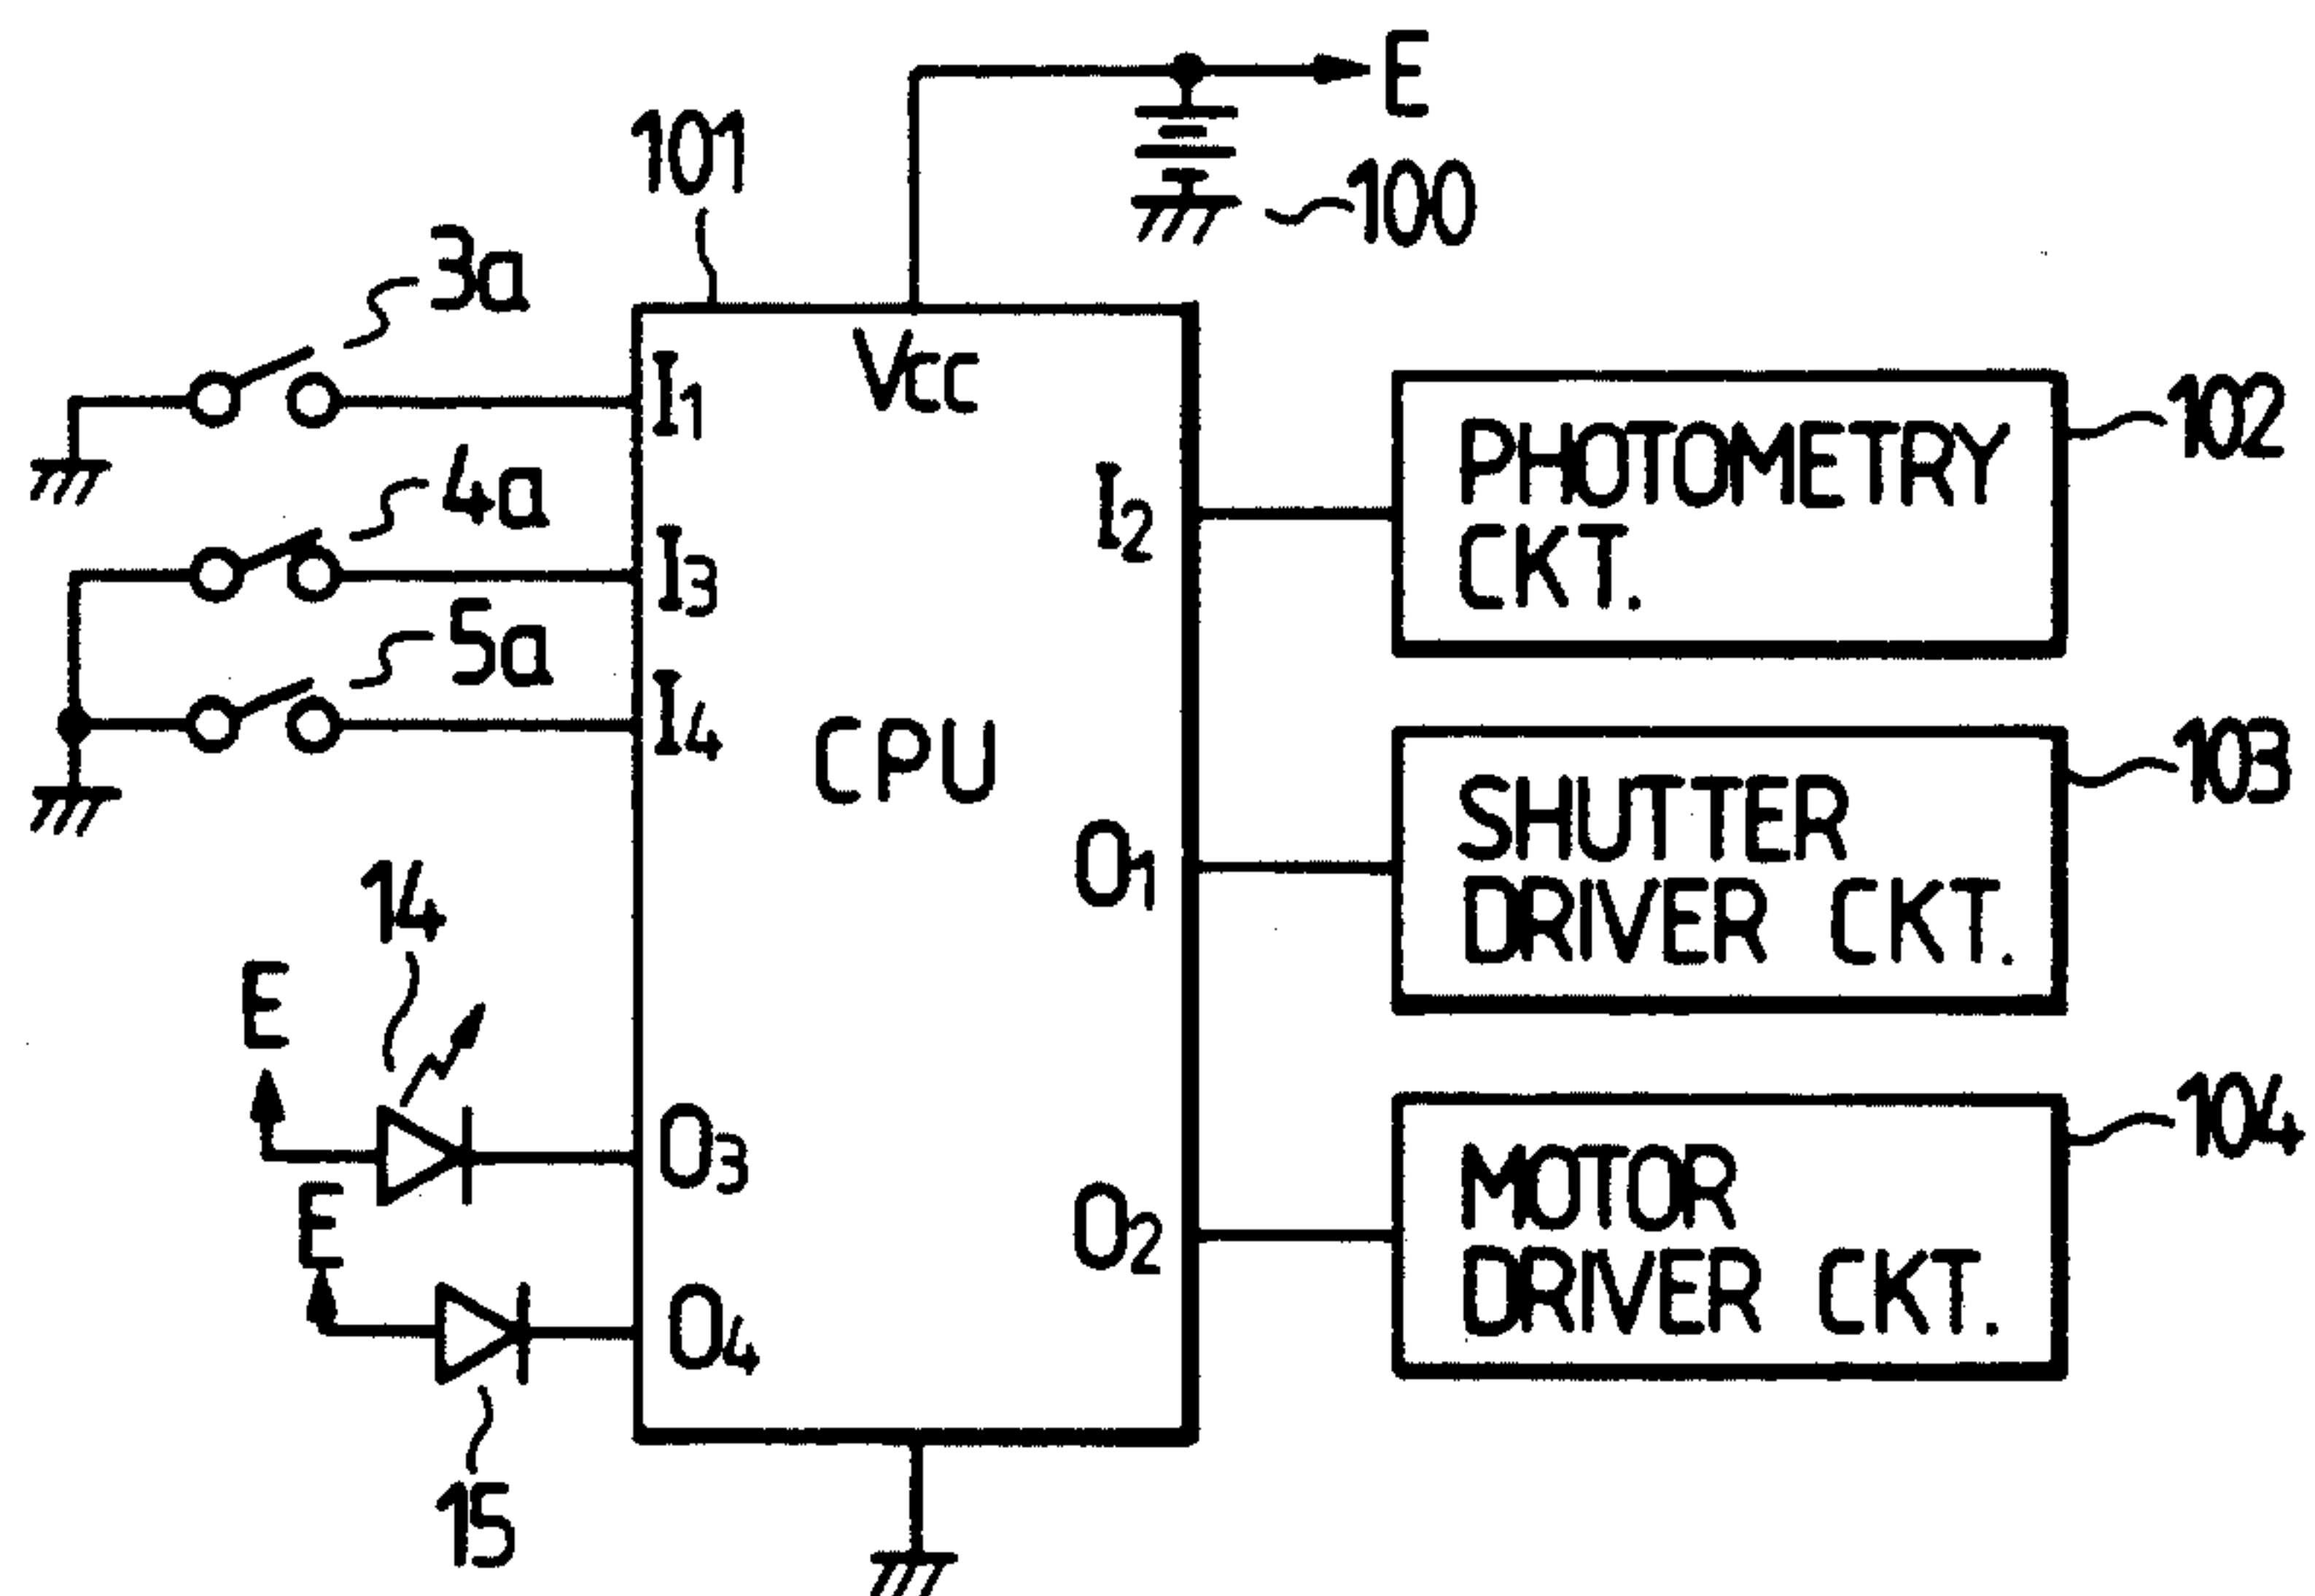 E
101
100
3a
Vcc
I1
102
4a
I2
PHOTOMETRY
CKT.
I3
5a
I4
CPU
103
SHUTTER
DRIVER CKT.
O1
14
E
104
O3
MOTOR
DRIVER CKT.
O2
E
O4
15